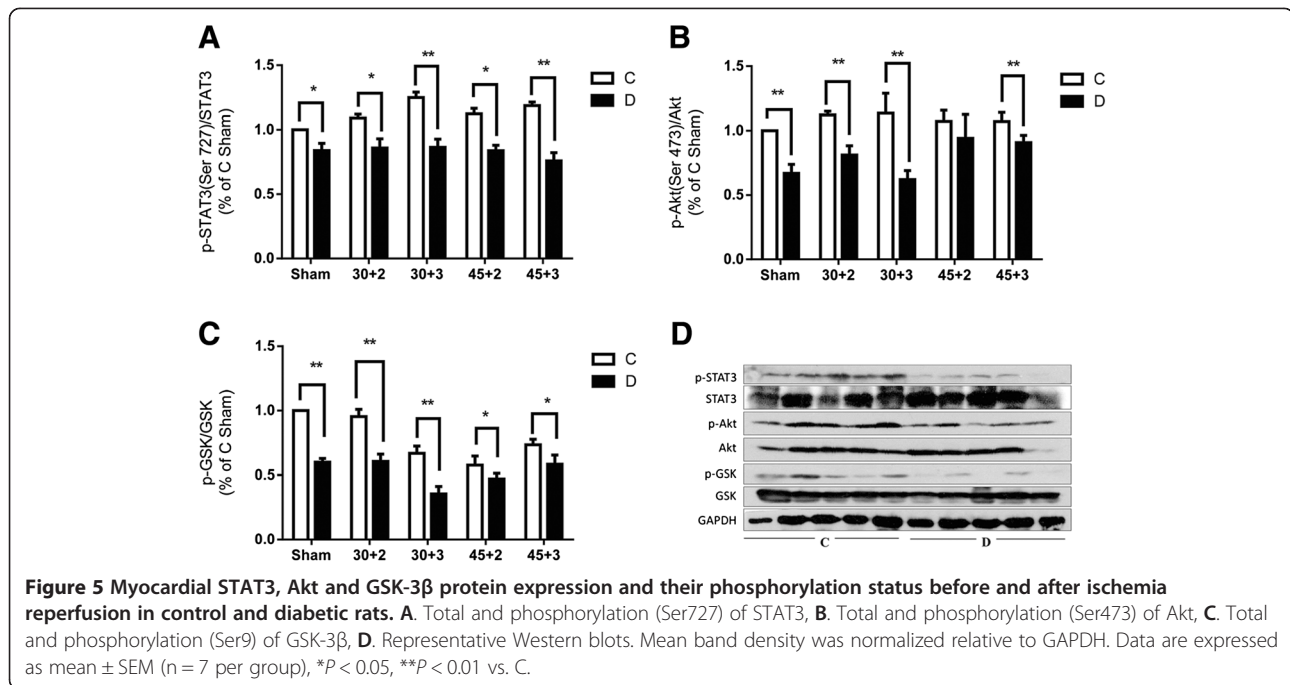 A
p-STAT3(Ser 727)/STAT3
(% of C Sham)
1.5
1.0
0.5
0.0
*
*
**
*
**
Sham 30+2 30+3 45+2 45+3
C
D
B
p-Akt(Ser 473)/Akt
(% of C Sham)
1.5
1.0
0.5
0.0
**
**
**
**
Sham 30+2 30+3 45+2 45+3
C
D
C
p-GSK/GSK
(% of C Sham)
1.5
1.0
0.5
0.0
**
**
**
*
*
Sham 30+2 30+3 45+2 45+3
C
D
D
p-STAT3
STAT3
p-Akt
Akt
p-GSK
GSK
GAPDH
C D
Figure 5 Myocardial STAT3, Akt and GSK-3β protein expression and their phosphorylation status before and after ischemia
reperfusion in control and diabetic rats. A. Total and phosphorylation (Ser727) of STAT3, B. Total and phosphorylation (Ser473) of Akt, C. Total
and phosphorylation (Ser9) of GSK-3β, D. Representative Western blots. Mean band density was normalized relative to GAPDH. Data are expressed
as mean ± SEM (n = 7 per group), *P < 0.05, **P < 0.01 vs. C.